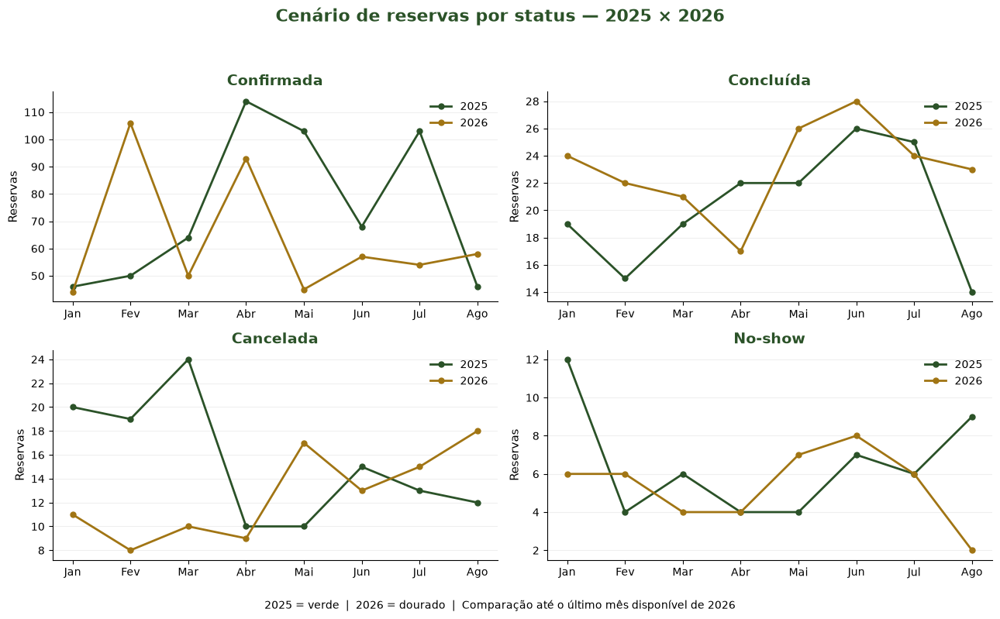 Cenário de reservas por status — 2025 × 2026
Confirmada
Reservas
110
100
90
80
70
60
50
Jan Fev Mar Abr Mai Jun Jul Ago
2025
2026
Concluída
Reservas
28
26
24
22
20
18
16
14
Jan Fev Mar Abr Mai Jun Jul Ago
2025
2026
Cancelada
Reservas
24
22
20
18
16
14
12
10
8
Jan Fev Mar Abr Mai Jun Jul Ago
2025
2026
No-show
Reservas
12
10
8
6
4
2
Jan Fev Mar Abr Mai Jun Jul Ago
2025
2026
2025 = verde | 2026 = dourado | Comparação até o último mês disponível de 2026